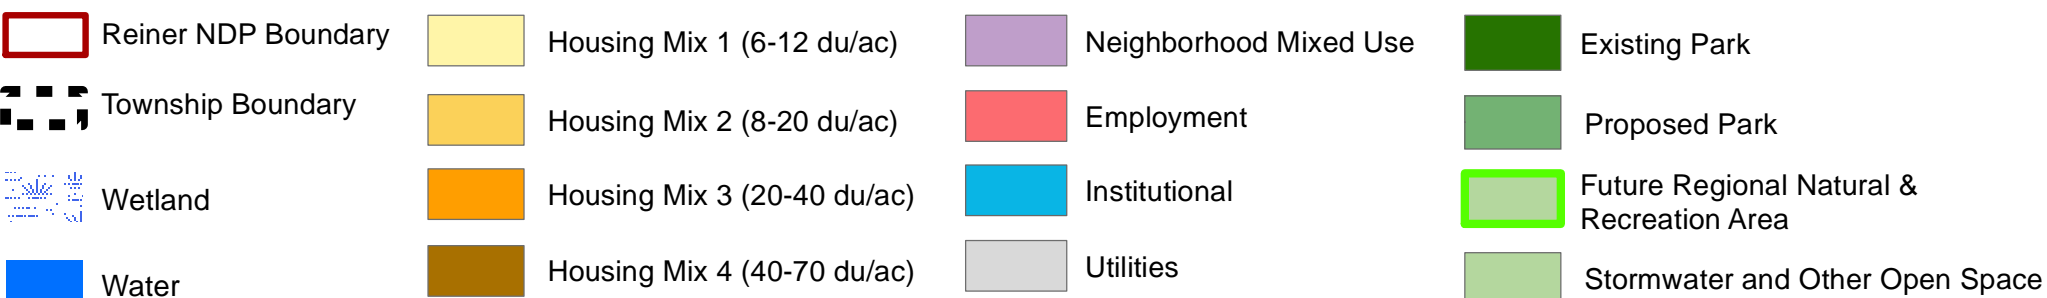 Reiner NDP Boundary
Township Boundary
Wetland
Water
Housing Mix 1 (6-12 du/ac)
Housing Mix 2 (8-20 du/ac)
Housing Mix 3 (20-40 du/ac)
Housing Mix 4 (40-70 du/ac)
Neighborhood Mixed Use
Employment
Institutional
Utilities
Existing Park
Proposed Park
Future Regional Natural &
Recreation Area
Stormwater and Other Open Space